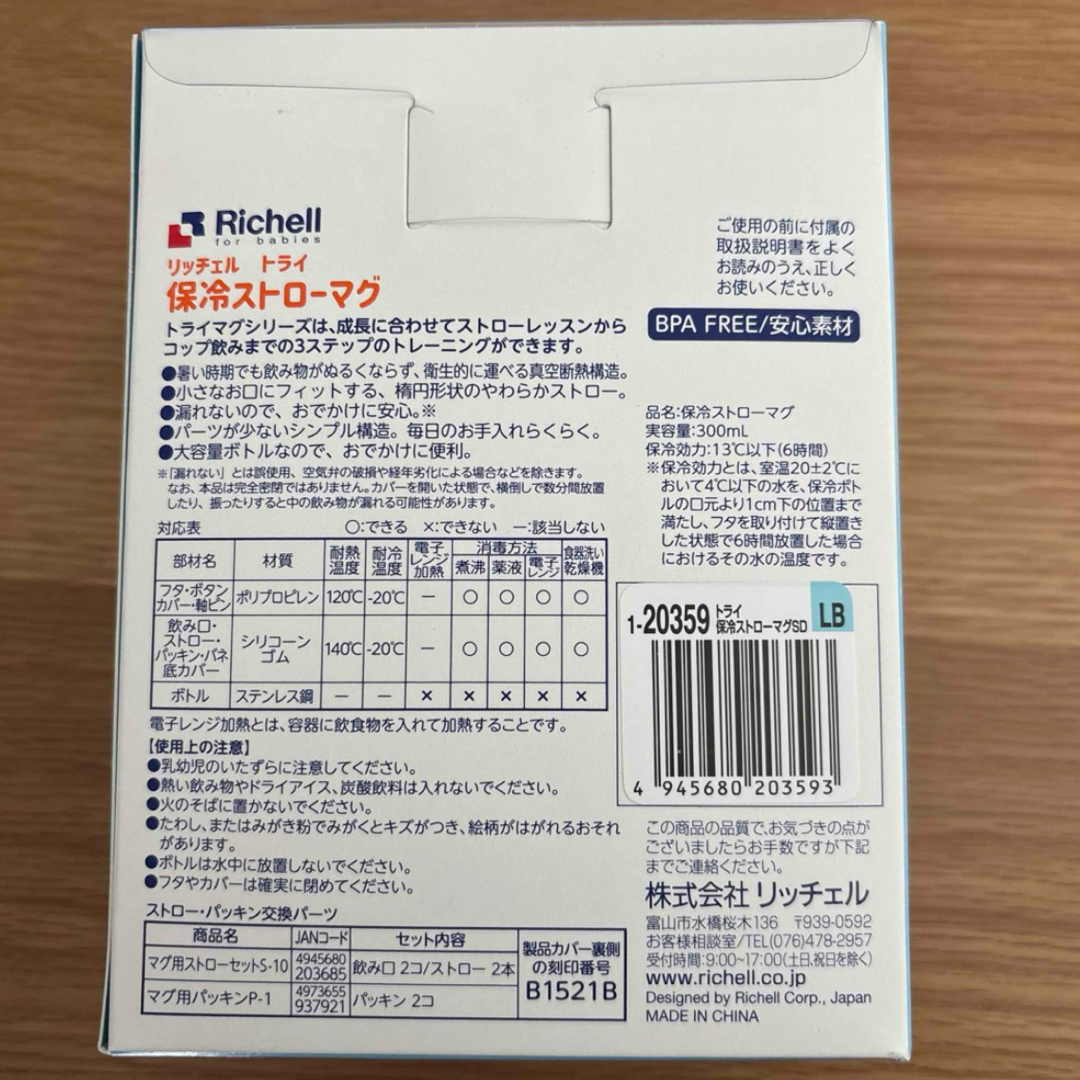 Richell
for babies
リッチェル トライ
保冷ストローマグ
トライマグシリーズは、成長に合わせてストローレッスンから
コップ飲みまでの3ステップのトレーニングができます。
●暑い時期でも飲み物がぬるくならず、衛生的に運べる真空断熱構造。
●小さなお口にフィットする、楕円形状のやわらかストロー。
●漏れないので、おでかけに安心。※
●パーツが少ないシンプル構造。毎日のお手入れらくらく。
●大容量ボトルなので、おでかけに便利。
※「漏れない」とは誤使用、空気弁の破損や経年劣化による場合などを除きます。
なお、本品は完全密閉ではありません。カバーを開いた状態で、横倒しで数分間放置
したり、振ったりすると中の飲み物が漏れる可能性があります。
対応表 ○:できる ×:できない ー:該当しない
部材名 材質 耐熱温度 耐冷温度 電子レンジ加熱 消毒方法 煮沸 薬液 電子レンジ 食器洗い乾燥機
フタ・ボタン
カバー・軸ピン ポリプロピレン 120℃ -20℃ ー ○ ○ ○ ○
飲み口・
ストロー・
パッキン・バネ
底カバー シリコーンゴム 140℃ -20℃ ー ○ ○ ○ ○
ボトル ステンレス鋼 ー ー × × × × ×
電子レンジ加熱とは、容器に飲食物を入れて加熱することです。
【使用上の注意】
●乳幼児のいたずらに注意してください。
●熱い飲み物やドライアイス、炭酸飲料は入れないでください。
●火のそばに置かないでください。
●たわし、またはみがき粉でみがくとキズがつき、絵柄がはがれるおそれ
があります。
●ボトルは水中に放置しないでください。
●フタやカバーは確実に閉めてください。
ストロー・パッキン交換パーツ
商品名 JANコード セット内容
マグ用ストローセットS-10 4945680 203685 飲み口 2コ/ストロー 2本
マグ用パッキンP-1 4973655 937921 パッキン 2コ
製品カバー裏側
の刻印番号
B1521B
ご使用の前に付属の
取扱説明書をよく
お読みのうえ、正しく
お使いください。
BPA FREE/安心素材
品名:保冷ストローマグ
実容量:300mL
保冷効力:13℃以下(6時間)
※保冷効力とは、室温20±2℃に
おいて4℃以下の水を、保冷ボト
ルの口元より1cm下の位置まで
満たし、フタを取り付けて縦置き
した状態で6時間放置した場合
におけるその水の温度です。
1-20359 トライ
保冷ストローマグSD
LB
4 945680 203593
この商品の品質で、お気づきの点が
ございましたらお手数ですが下記
までご連絡ください。
株式会社 リッチェル
富山市水橋桜木136 〒939-0592
お客様相談室/TEL(076)478-2957
受付時間:9:00~17:00(土日、祝日を除く)
www.richell.co.jp
Designed by Richell Corp., Japan
MADE IN CHINA